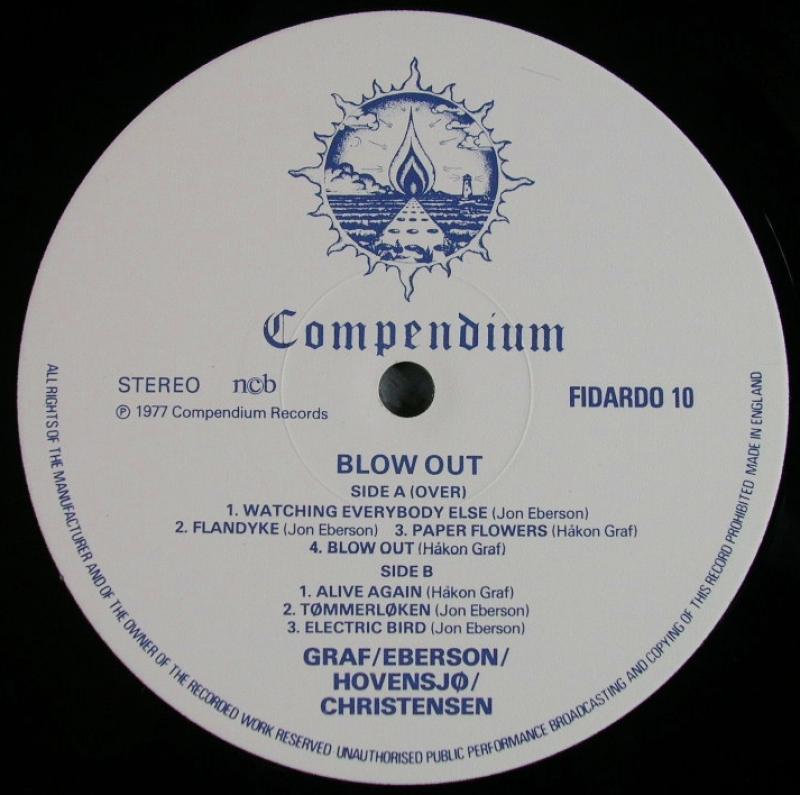 Compendium
STEREO ncb
℗ 1977 Compendium Records
FIDARDO 10
BLOW OUT
SIDE A (OVER)
1. WATCHING EVERYBODY ELSE (Jon Eberson)
2. FLANDYKE (Jon Eberson) 3. PAPER FLOWERS (Håkon Graf)
4. BLOW OUT (Håkon Graf)
SIDE B
1. ALIVE AGAIN (Håkon Graf)
2. TØMMERLØKEN (Jon Eberson)
3. ELECTRIC BIRD (Jon Eberson)
GRAF/EBERSON/
HOVENSJØ/
CHRISTENSEN
ALL RIGHTS OF THE MANUFACTURER AND OF THE OWNER OF THE RECORDED WORK RESERVED UNAUTHORISED PUBLIC PERFORMANCE BROADCASTING AND COPYING OF THIS RECORD PROHIBITED MADE IN ENGLAND